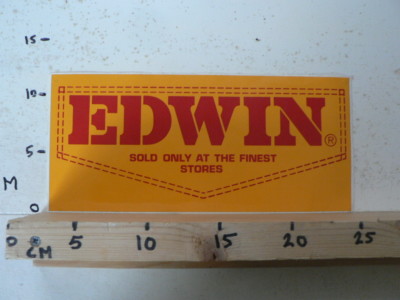 15
10
EDWIN®
5
SOLD ONLY AT THE FINEST
STORES
M
0
0 5 10 15 20 25
CM